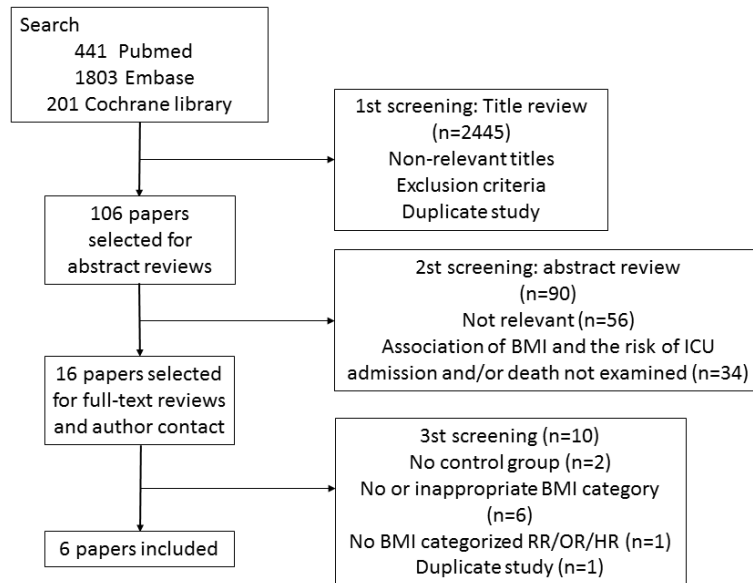 Search
441 Pubmed
1803 Embase
201 Cochrane library
1st screening: Title review
(n=2445)
Non-relevant titles
Exclusion criteria
Duplicate study
106 papers
selected for
abstract reviews
2st screening: abstract review
(n=90)
Not relevant (n=56)
Association of BMI and the risk of ICU
admission and/or death not examined (n=34)
16 papers selected
for full-text reviews
and author contact
3st screening (n=10)
No control group (n=2)
No or inappropriate BMI category
(n=6)
No BMI categorized RR/OR/HR (n=1)
Duplicate study (n=1)
6 papers included